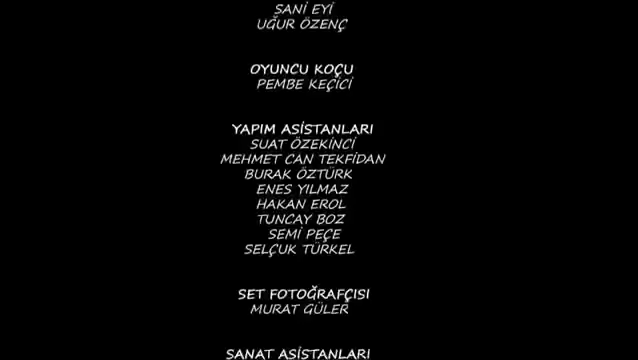 SANİ EYİ
UĞUR ÖZENÇ
OYUNCU KOÇU
PEMBE KEÇİCİ
YAPIM ASİSTANLARI
SUAT ÖZEKİNCİ
MEHMET CAN TEKFİDAN
BURAK ÖZTÜRK
ENES YILMAZ
HAKAN EROL
TUNCAY BOZ
SEMİ PEÇE
SELÇUK TÜRKEL
SET FOTOĞRAFÇISI
MURAT GÜLER
SANAT ASİSTANLARI